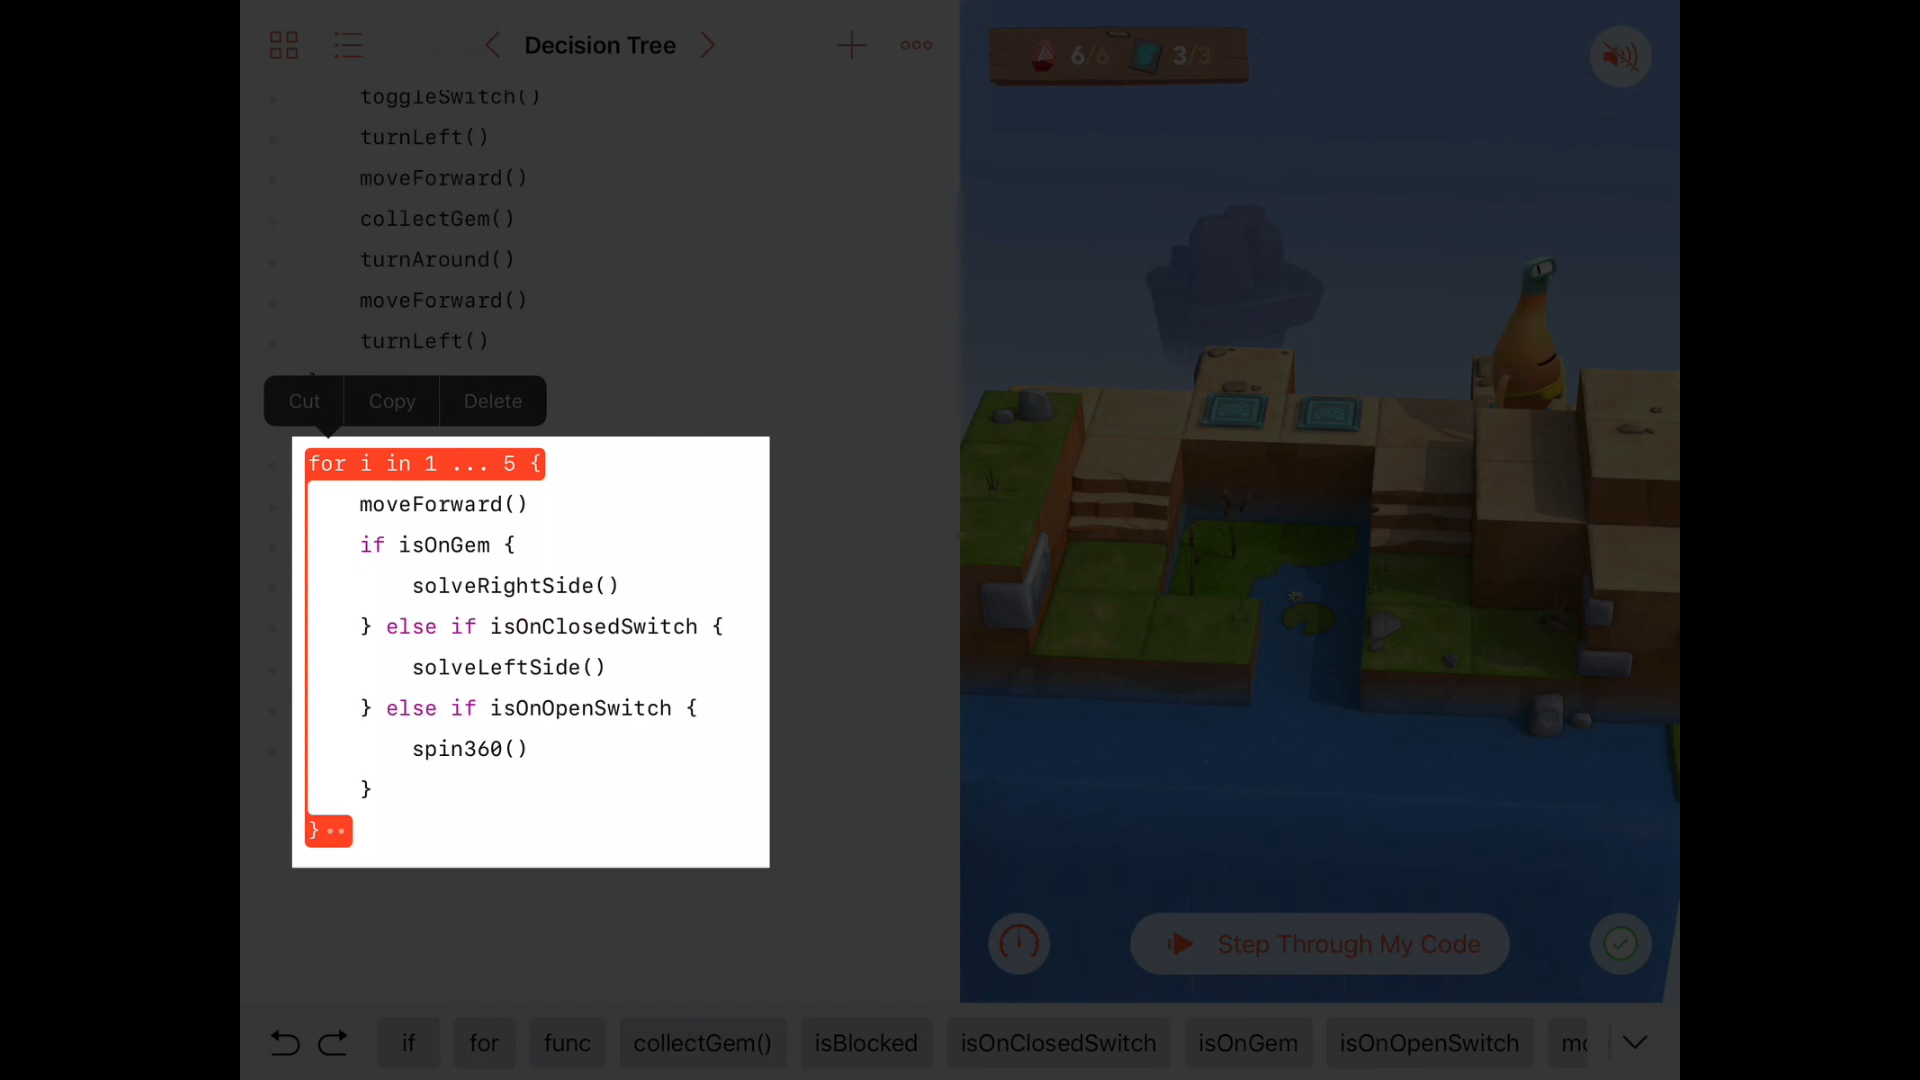 Decision Tree
6/6 3/3
toggleSwitch()
turnLeft()
moveForward()
collectGem()
turnAround()
moveForward()
turnLeft()
}
Cut Copy Delete
for i in 1 ... 5 {
moveForward()
if isOnGem {
solveRightSide()
} else if isOnClosedSwitch {
solveLeftSide()
} else if isOnOpenSwitch {
spin360()
}
}
Step Through My Code
if for func collectGem() isBlocked isOnClosedSwitch isOnGem isOnOpenSwitch